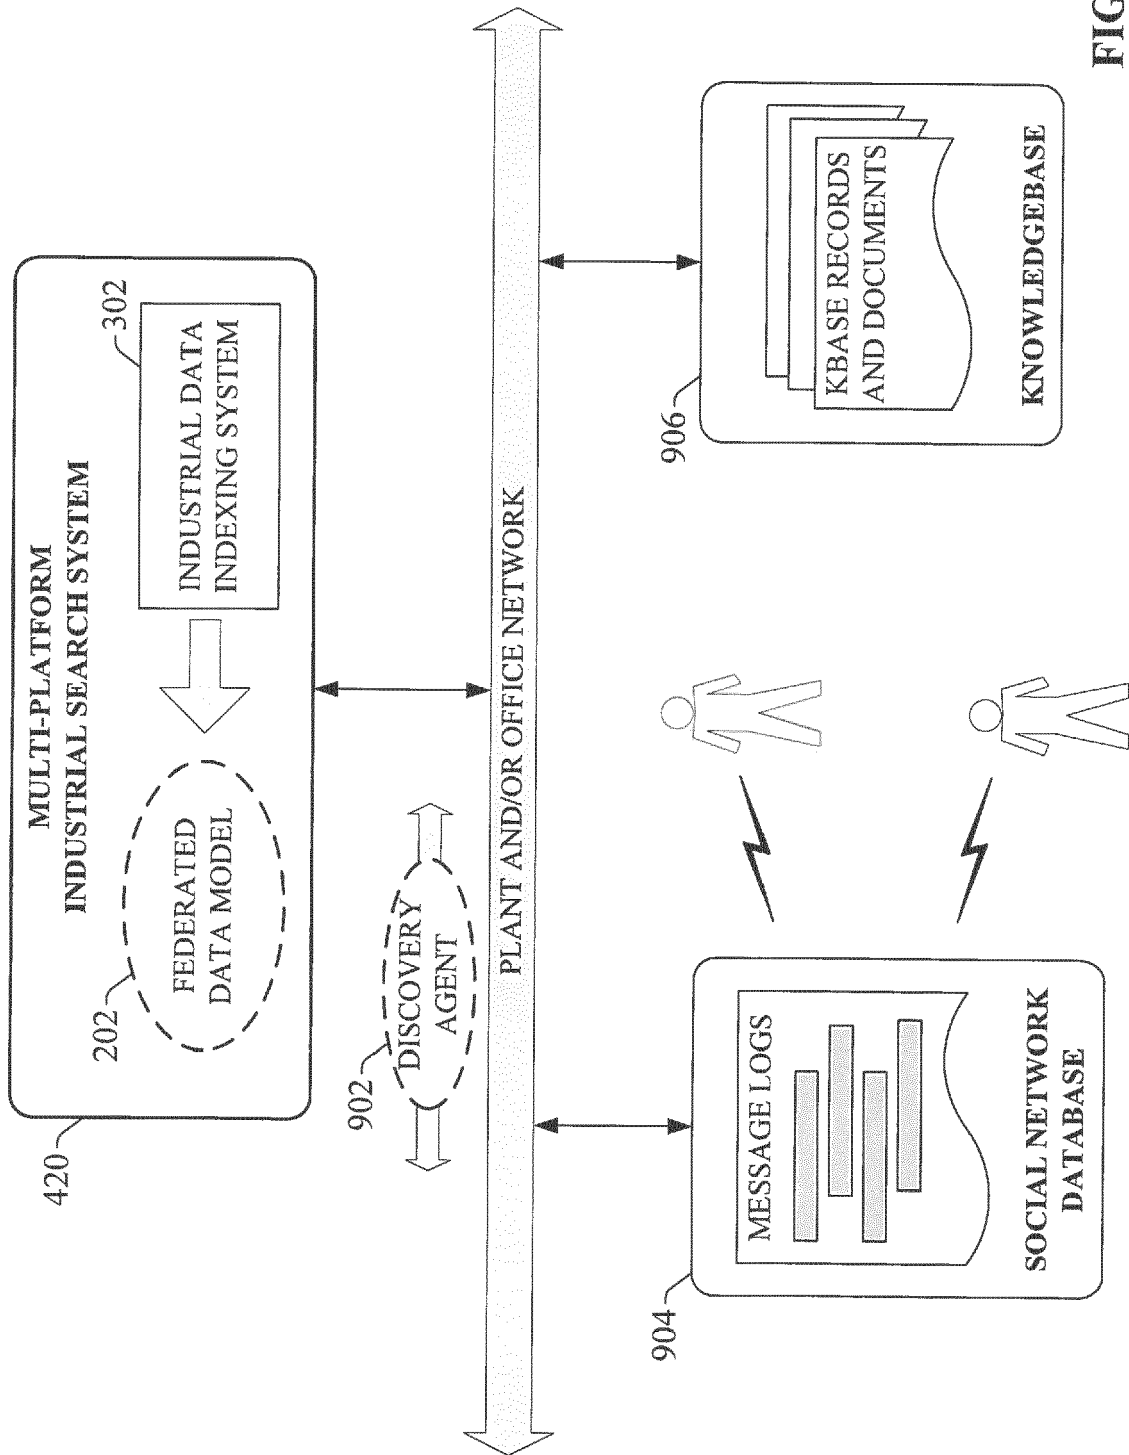 MULTI-PLATFORM
INDUSTRIAL SEARCH SYSTEM
420
202
FEDERATED
DATA MODEL
302
INDUSTRIAL DATA
INDEXING SYSTEM
902
DISCOVERY
AGENT
PLANT AND/OR OFFICE NETWORK
904
MESSAGE LOGS
SOCIAL NETWORK
DATABASE
906
KBASE RECORDS
AND DOCUMENTS
KNOWLEDGEBASE
FIG